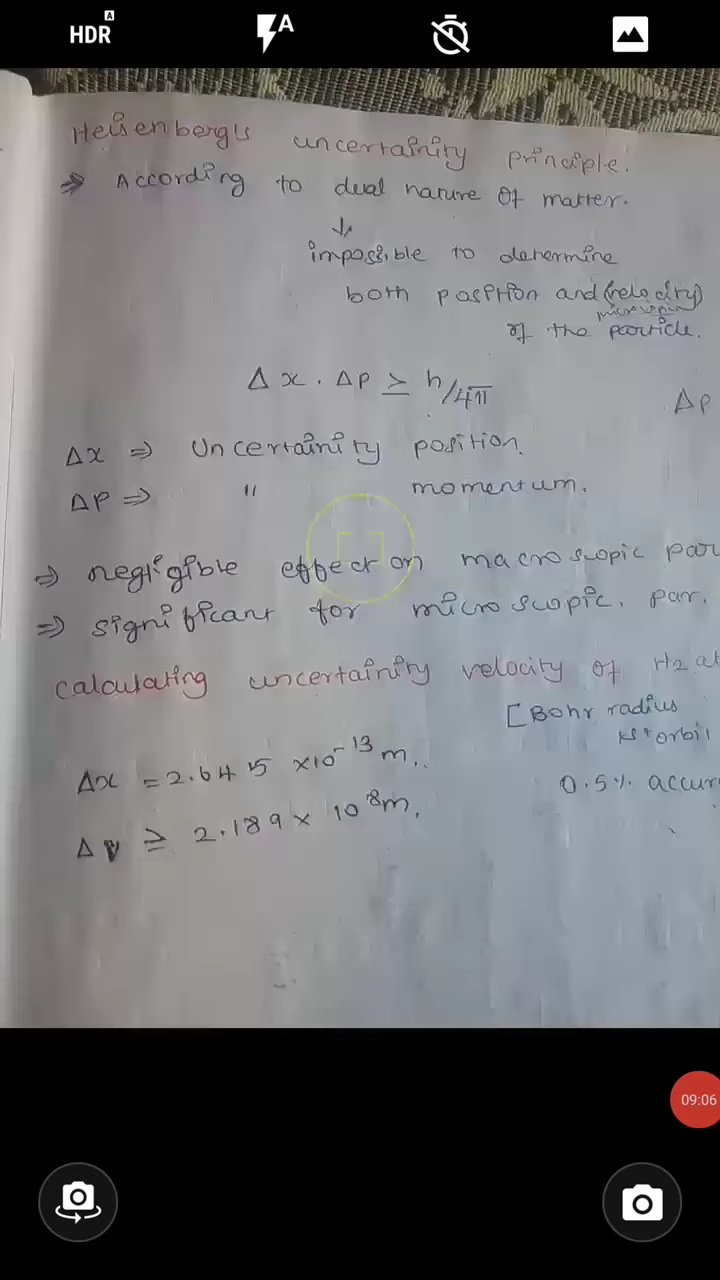 HDR A
A
Heisenberg's uncertainity principle.
⇒ According to dual nature of matter.
↓
impossible to determine
both position and (velocity)
microscopic
of the particle.
Δx . Δp ≥ h/4π
Δp
Δx ⇒ Uncertainity position.
Δp ⇒ " momentum.
⇒ negligible effect on macroscopic par
⇒ significant for microscopic. par.
calculating uncertainity velocity of H2 at
[Bohr radius
orbit
Δx = 2.6415 ×10⁻¹³ m.
0.5% accur
Δv ≥ 2.189 × 10⁸m.
09:06